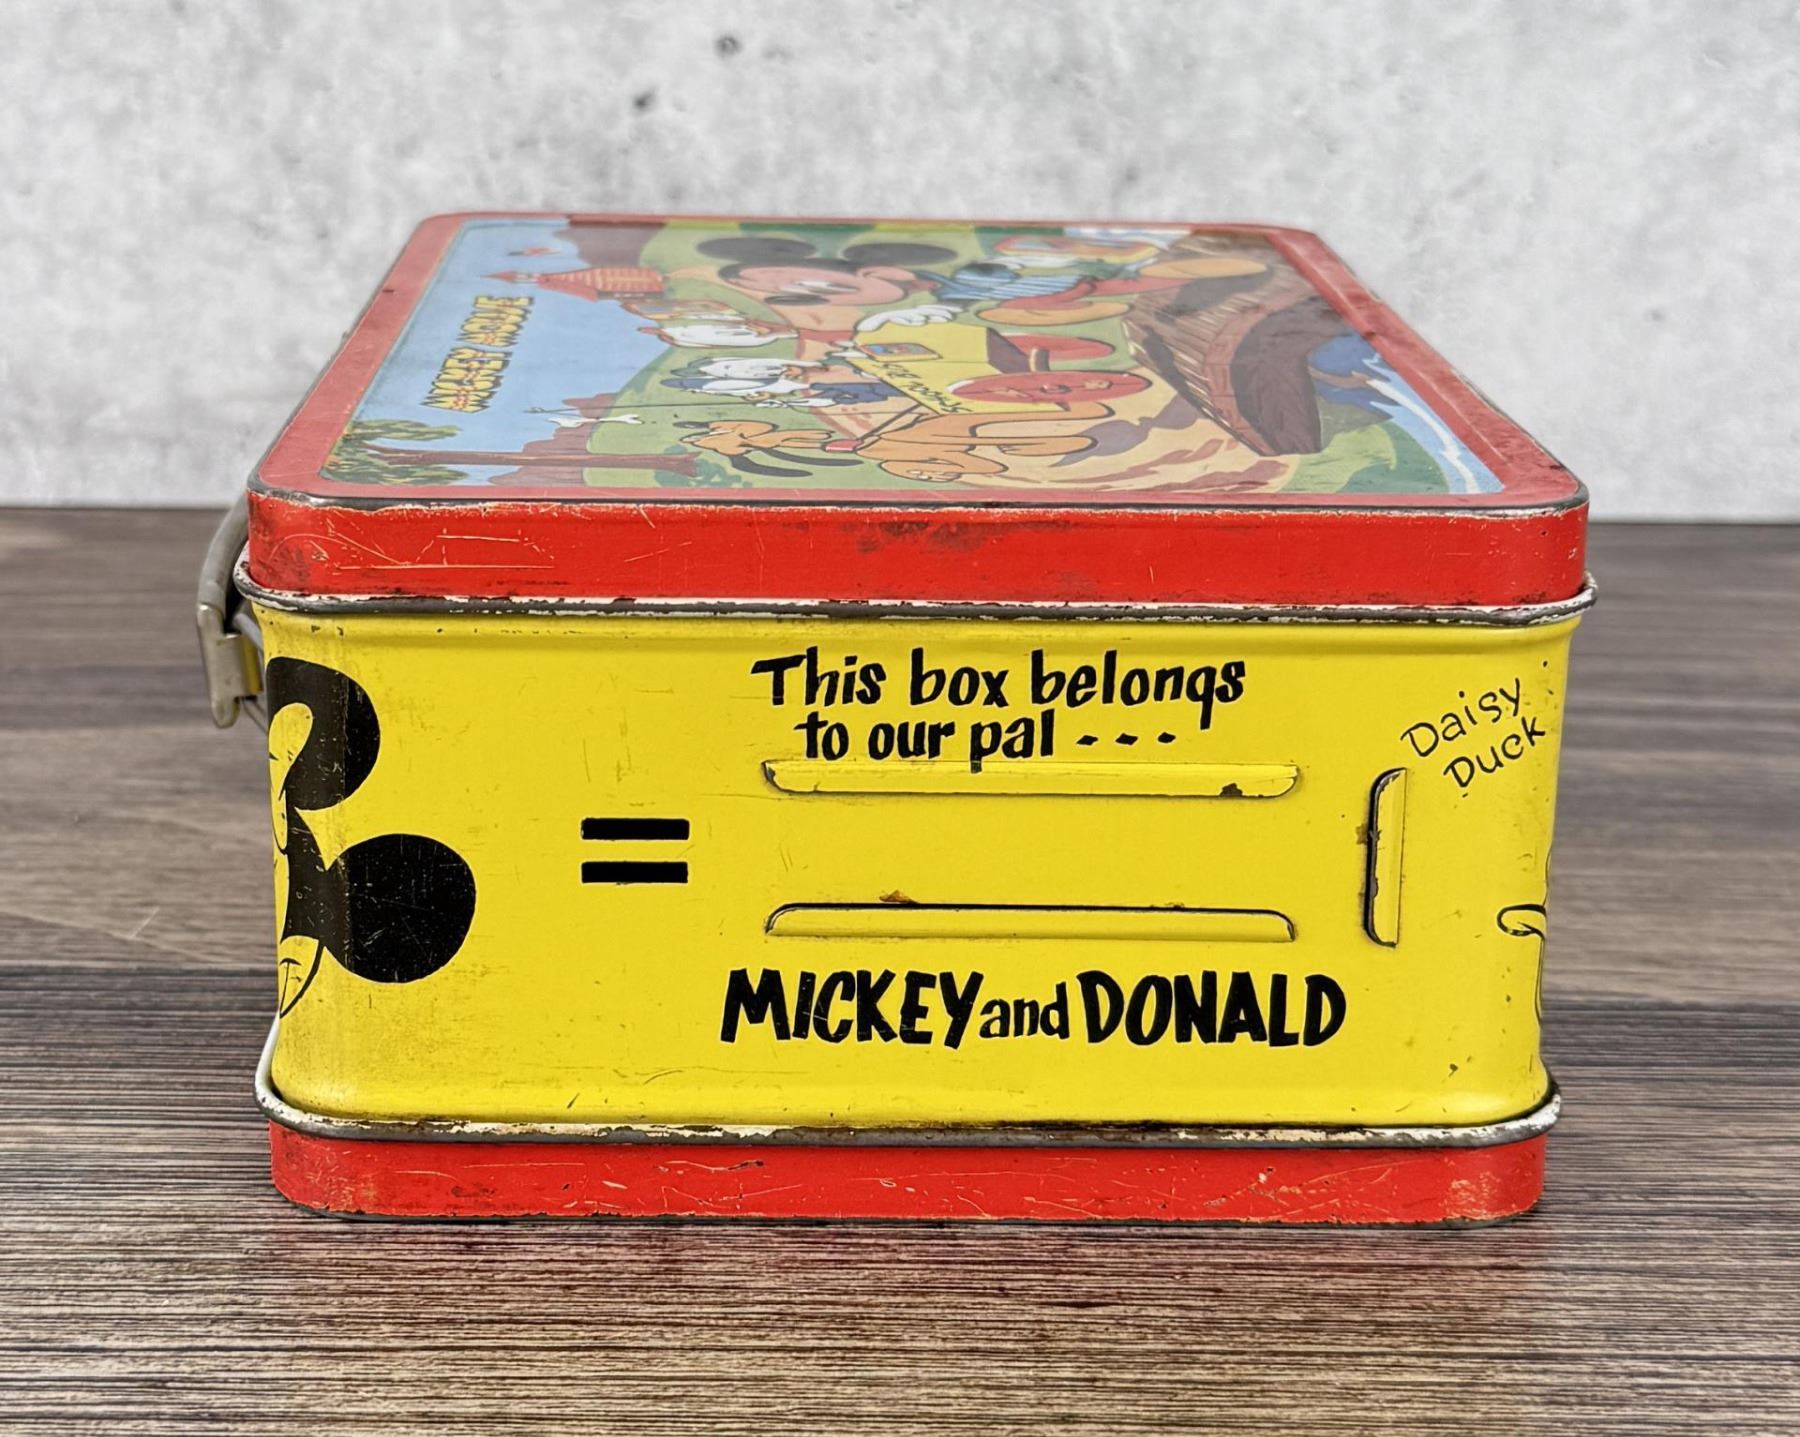 MICKEY MOUSE
This box belongs
to our pal - - -
=
MICKEY and DONALD
Daisy
Duck